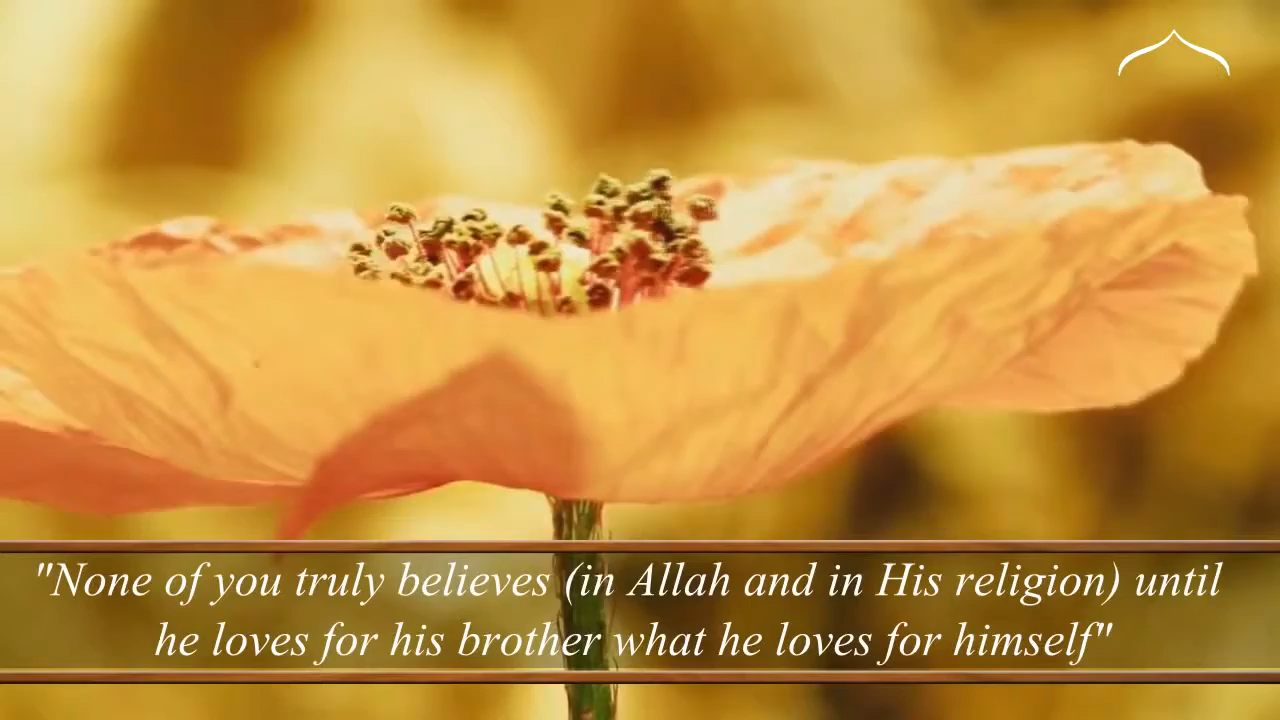 "None of you truly believes (in Allah and in His religion) until
he loves for his brother what he loves for himself"